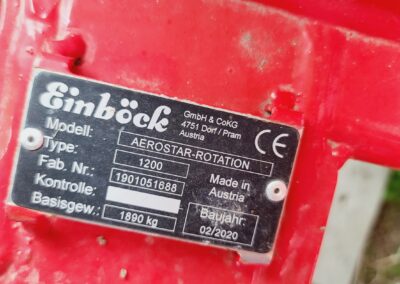 Einböck
GmbH & CoKG
4751 Dorf / Pram
Austria
CE
Modell: AEROSTAR-ROTATION
Type: 1200
Fab. Nr.: 1901051688
Kontrolle:
Basisgew.: 1890 kg
Made in
Austria
Baujahr:
02/2020